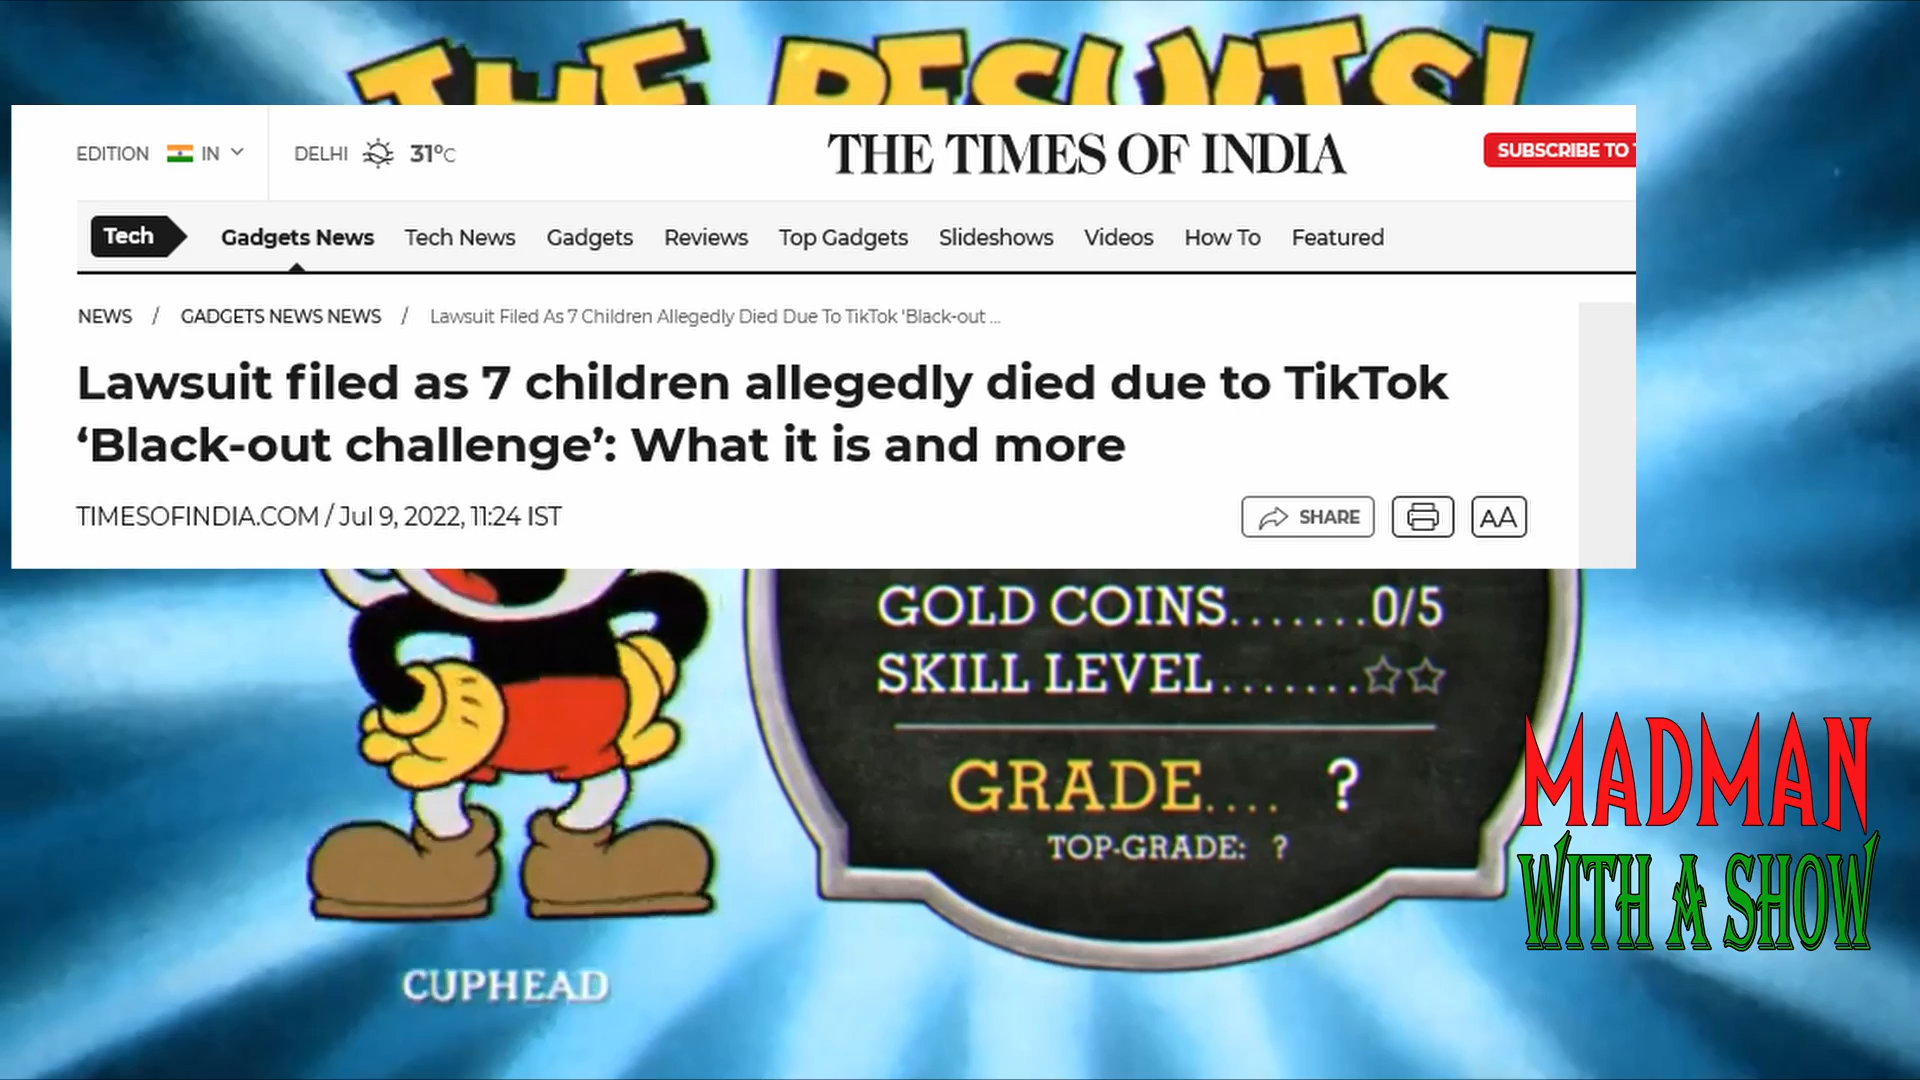 THE RESULTS!
EDITION IN DELHI 31°C THE TIMES OF INDIA SUBSCRIBE TO
Tech Gadgets News Tech News Gadgets Reviews Top Gadgets Slideshows Videos How To Featured
NEWS / GADGETS NEWS NEWS / Lawsuit Filed As 7 Children Allegedly Died Due To TikTok ‘Black-out ...
Lawsuit filed as 7 children allegedly died due to TikTok
‘Black-out challenge’: What it is and more
TIMESOFINDIA.COM / Jul 9, 2022, 11:24 IST SHARE AA
GOLD COINS.......0/5
SKILL LEVEL.......☆☆
GRADE.... ?
TOP-GRADE: ?
CUPHEAD
MADMAN
WITH A SHOW